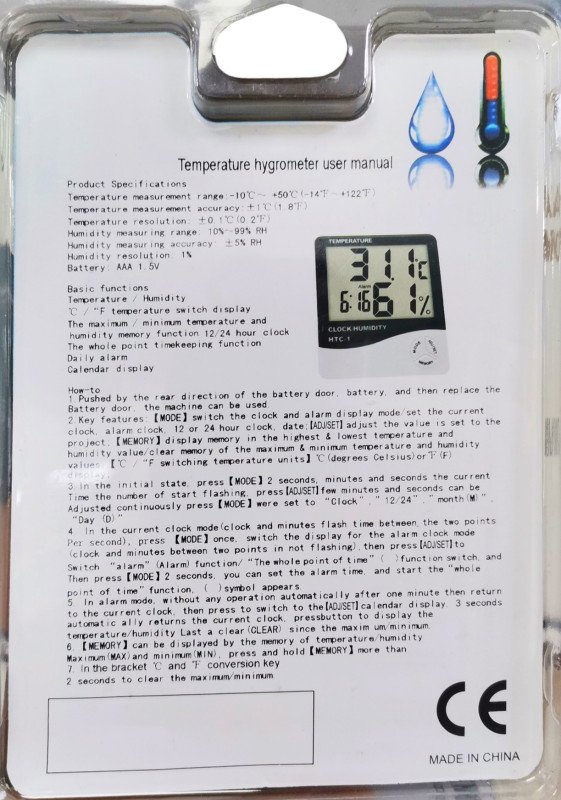 Temperature hygrometer user manual
Product Specifications
Temperature measurement range:-10℃~ +50℃(-14℉~ +122℉)
Temperature measurement accuracy:±1℃(1.8℉)
Temperature resolution: ±0.1℃(0.2℉)
Humidity measuring range: 10%~99% RH
Humidity measuring accuracy: ±5% RH
Humidity resolution: 1%
Battery: AAA 1.5V
TEMPERATURE
31.1℃
Alarm
6:16 61%
CLOCK HUMIDITY
HTC-1
MODE
ADJ/SET
MEMORY
Basic functions
Temperature / Humidity
℃ /“F temperature switch display
The maximum / minimum temperature and
humidity memory function 12/24 hour clock
The whole point timekeeping function
Daily alarm
Calendar display
How-to
1.Pushed by the rear direction of the battery door, battery, and then replace the
Battery door, the machine can be used.
2.Key features:【MODE】switch the clock and alarm display mode/set the current
clock, alarm clock, 12 or 24 hour clock, date;[ADJ/SET] adjust the value is set to the
project;【MEMORY】display memory in the highest & lowest temperature and
humidity value/clear memory of the maximum & minimum temperature and humidity
values.【℃ / “F switching temperature units】℃(degrees Celsius)or ℉(F)
display.
3.In the initial state, press【MODE】2 seconds, minutes and seconds the current
Time the number of start flashing, press[ADJ/SET]few minutes and seconds can be
Adjusted continuously press【MODE】were set to “Clock”,“12/24”,“month(M)”,
“Day (D)”
4. In the current clock mode(clock and minutes flash time between the two points
Per second), press 【MODE】once, switch the display for the alarm clock mode
(clock and minutes between two points in not flashing),then press[ADJ/SET]to
Switch “alarm”(Alarm) function/“The whole point of time”( )function switch, and
Then press【MODE】2 seconds, you can set the alarm time, and start the “whole
point of time” function, ( )symbol appears.
5. In alarm mode, without any operation automatically after one minute then return
to the current clock, then press to switch to the[ADJ/SET]calendar display, 3 seconds
automatic ally returns the current clock, pressbutton to display the
temperature/humidity Last a clear(CLEAR) since the maxim um/minimum.
6.【MEMORY】can be displayed by the memory of temperature/humidity
Maximum(MAX)and minimum(MIN), press and hold【MEMORY】more than
7. In the bracket ℃ and ℉ conversion key
2 seconds to clear the maximum/minimum.
CE
MADE IN CHINA